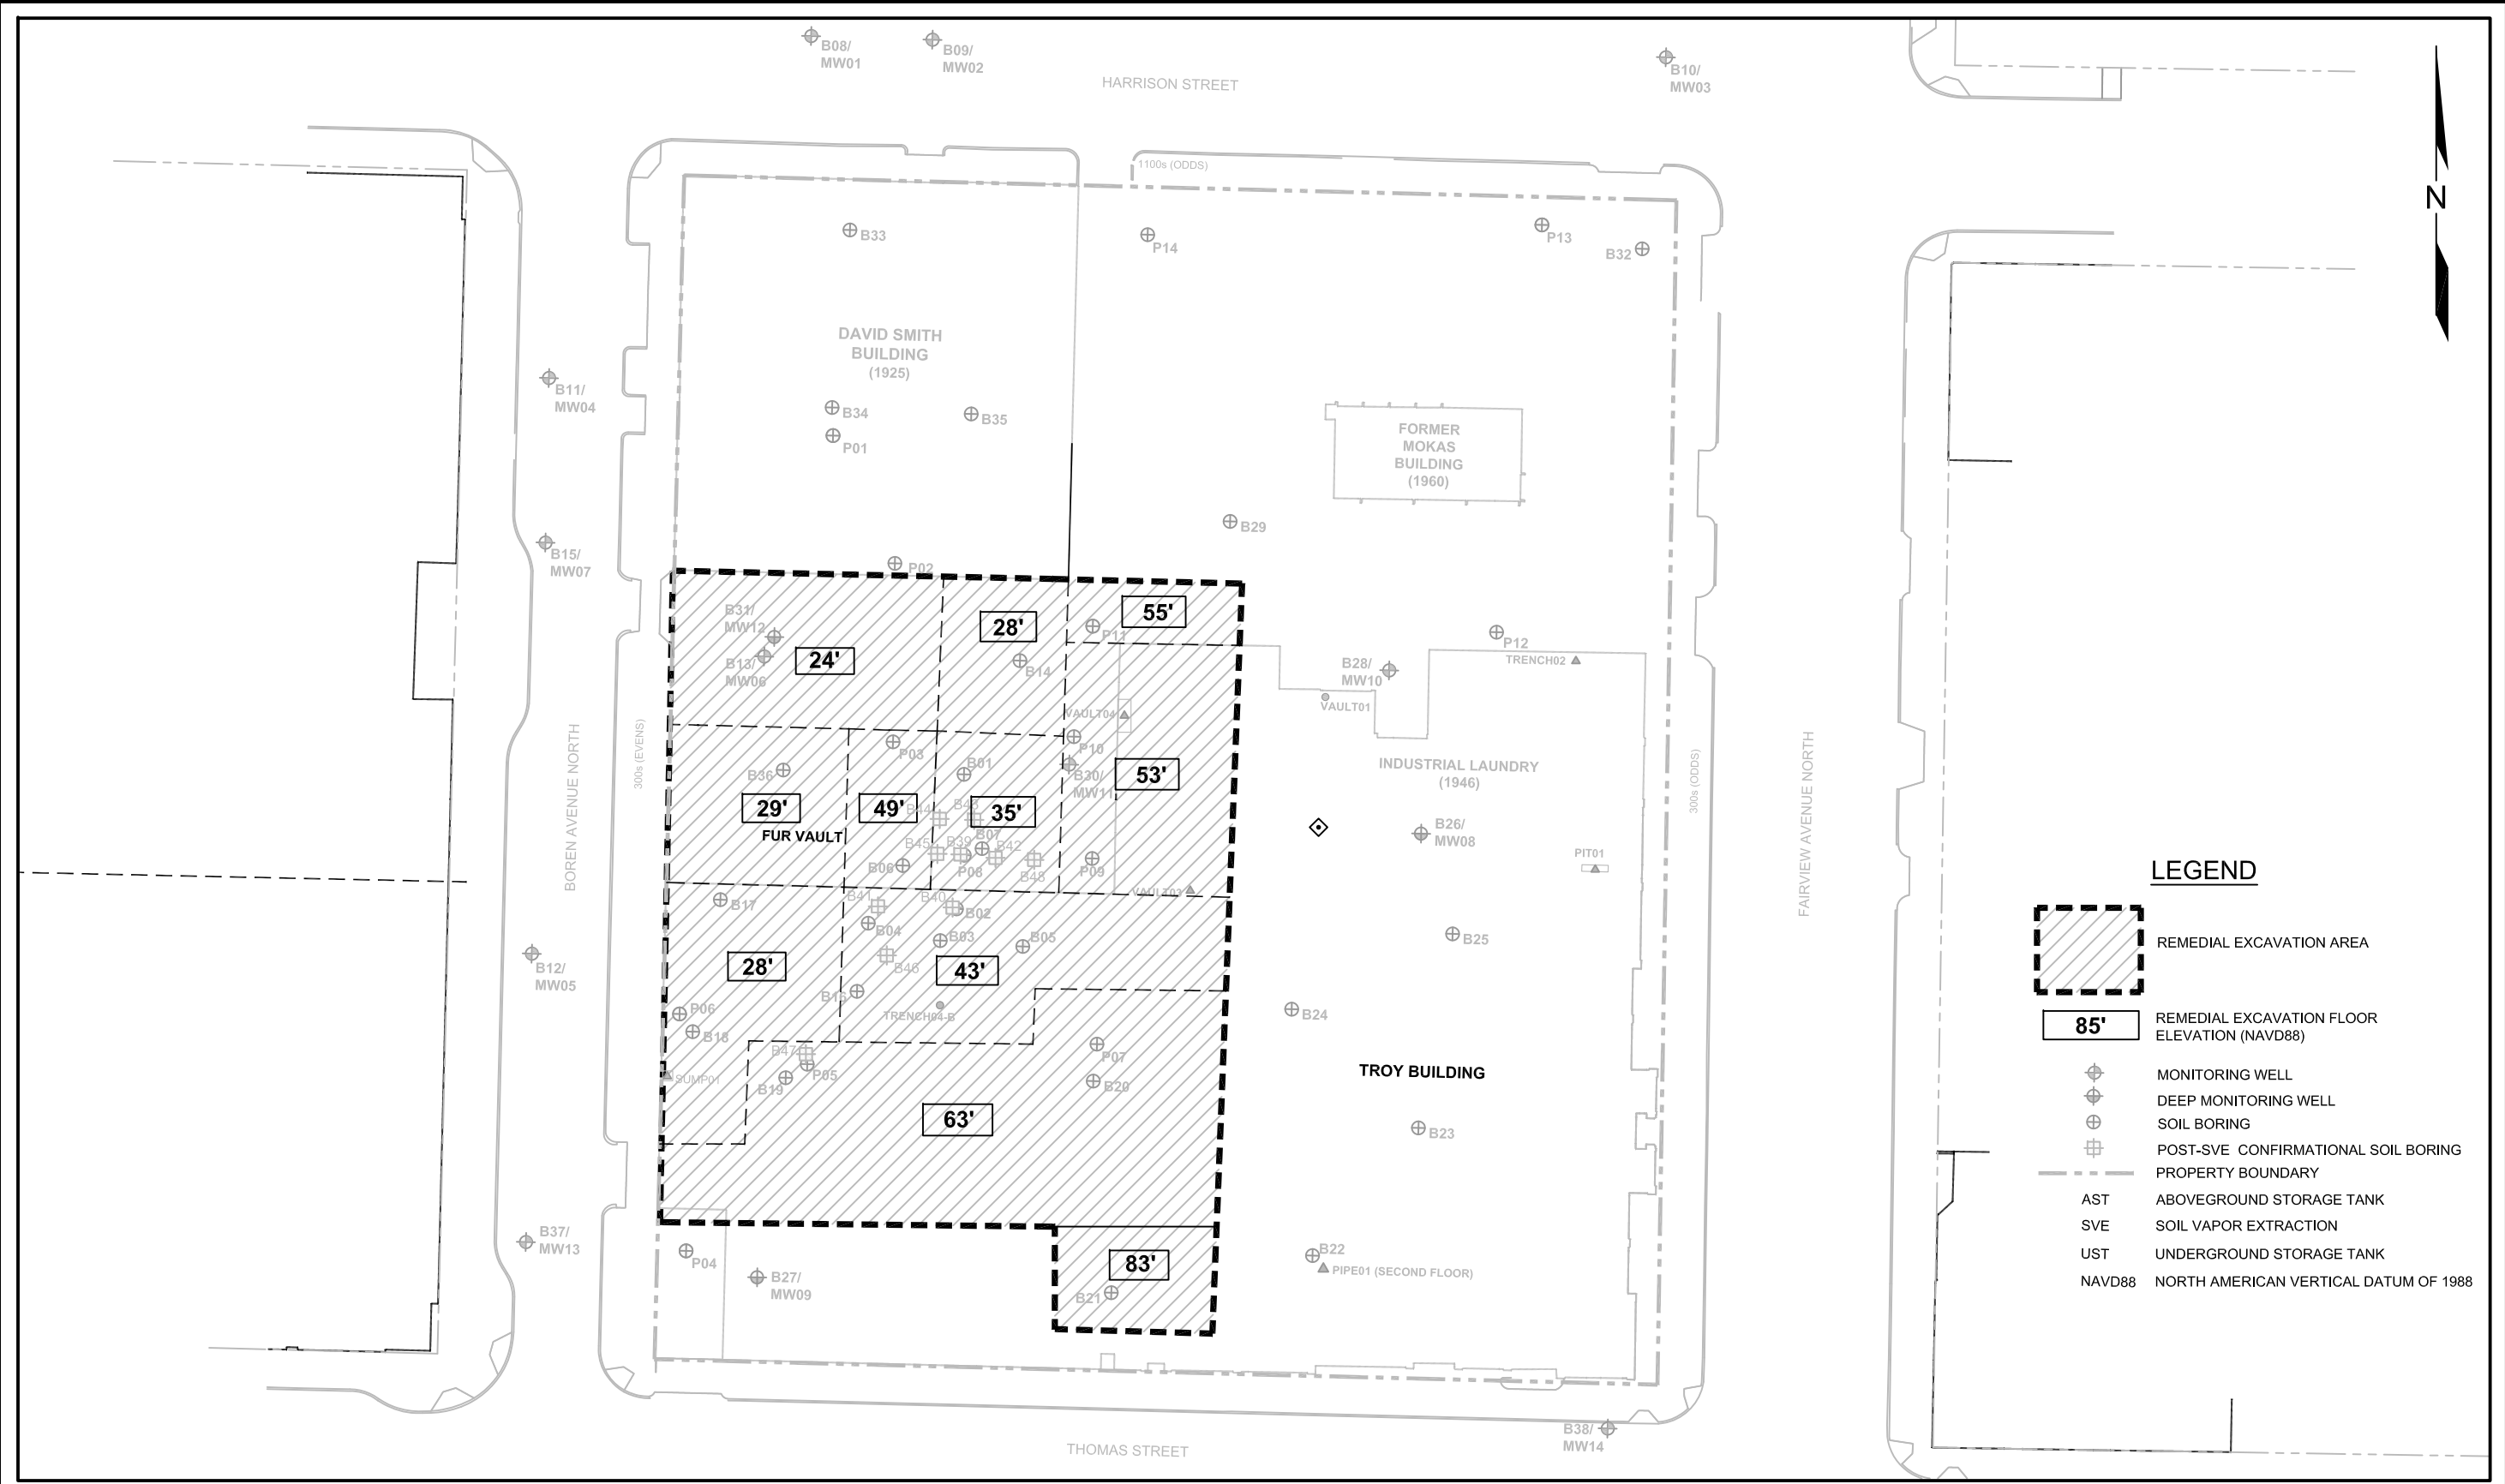 B08/
MW01
B09/
MW02
HARRISON STREET
B10/
MW03
1100s (ODDS)
N
B33
P14
P13
B32
DAVID SMITH
BUILDING
(1925)
B11/
MW04
B34
B35
P01
FORMER
MOKAS
BUILDING
(1960)
B29
B15/
MW07
P02
B31/
MW12
28'
55'
P11
24'
B13/
MW06
B14
P12
B28/
MW10
TRENCH02
VAULT01
VAULT04
BOREN AVENUE NORTH
300s (EVENS)
P03
P10
B36
B01
B30/
MW11
53'
INDUSTRIAL LAUNDRY
(1946)
300s (ODDS)
FAIRVIEW AVENUE NORTH
29'
49'
B44
B43
35'
FUR VAULT
B07
B45
B39
B42
B06
P08
B48
P09
B26/
MW08
PIT01
VAULT03
B17
B41
B40
B02
B04
B03
B05
B25
B12/
MW05
28'
B46
43'
B16
TRENCH04-B
B24
P06
B18
B47
P05
P07
SUMP01
B19
B20
TROY BUILDING
63'
B23
B37/
MW13
P04
B27/
MW09
83'
B21
B22
PIPE01 (SECOND FLOOR)
THOMAS STREET
B38/
MW14
LEGEND
REMEDIAL EXCAVATION AREA
85'
REMEDIAL EXCAVATION FLOOR
ELEVATION (NAVD88)
MONITORING WELL
DEEP MONITORING WELL
SOIL BORING
POST-SVE CONFIRMATIONAL SOIL BORING
PROPERTY BOUNDARY
AST ABOVEGROUND STORAGE TANK
SVE SOIL VAPOR EXTRACTION
UST UNDERGROUND STORAGE TANK
NAVD88 NORTH AMERICAN VERTICAL DATUM OF 1988